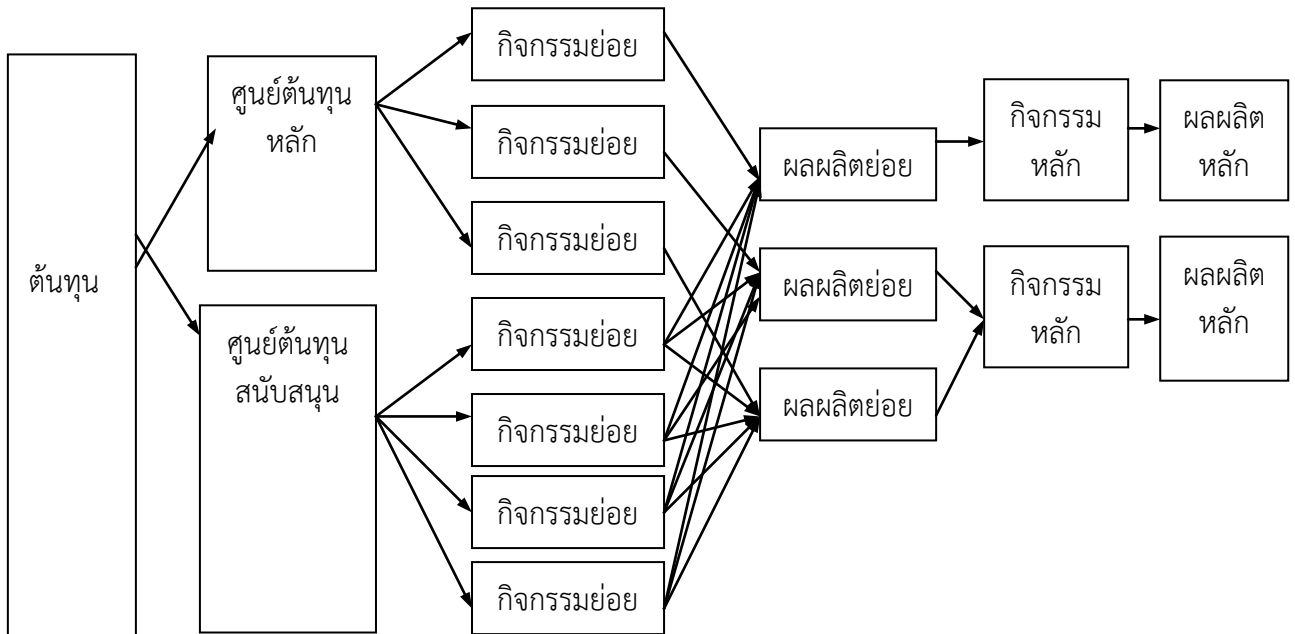 ต้นทุน
ศูนย์ต้นทุน
หลัก
ศูนย์ต้นทุน
สนับสนุน
กิจกรรมย่อย
กิจกรรมย่อย
กิจกรรมย่อย
กิจกรรมย่อย
กิจกรรมย่อย
กิจกรรมย่อย
กิจกรรมย่อย
ผลผลิตย่อย
ผลผลิตย่อย
ผลผลิตย่อย
กิจกรรม
หลัก
กิจกรรม
หลัก
ผลผลิต
หลัก
ผลผลิต
หลัก